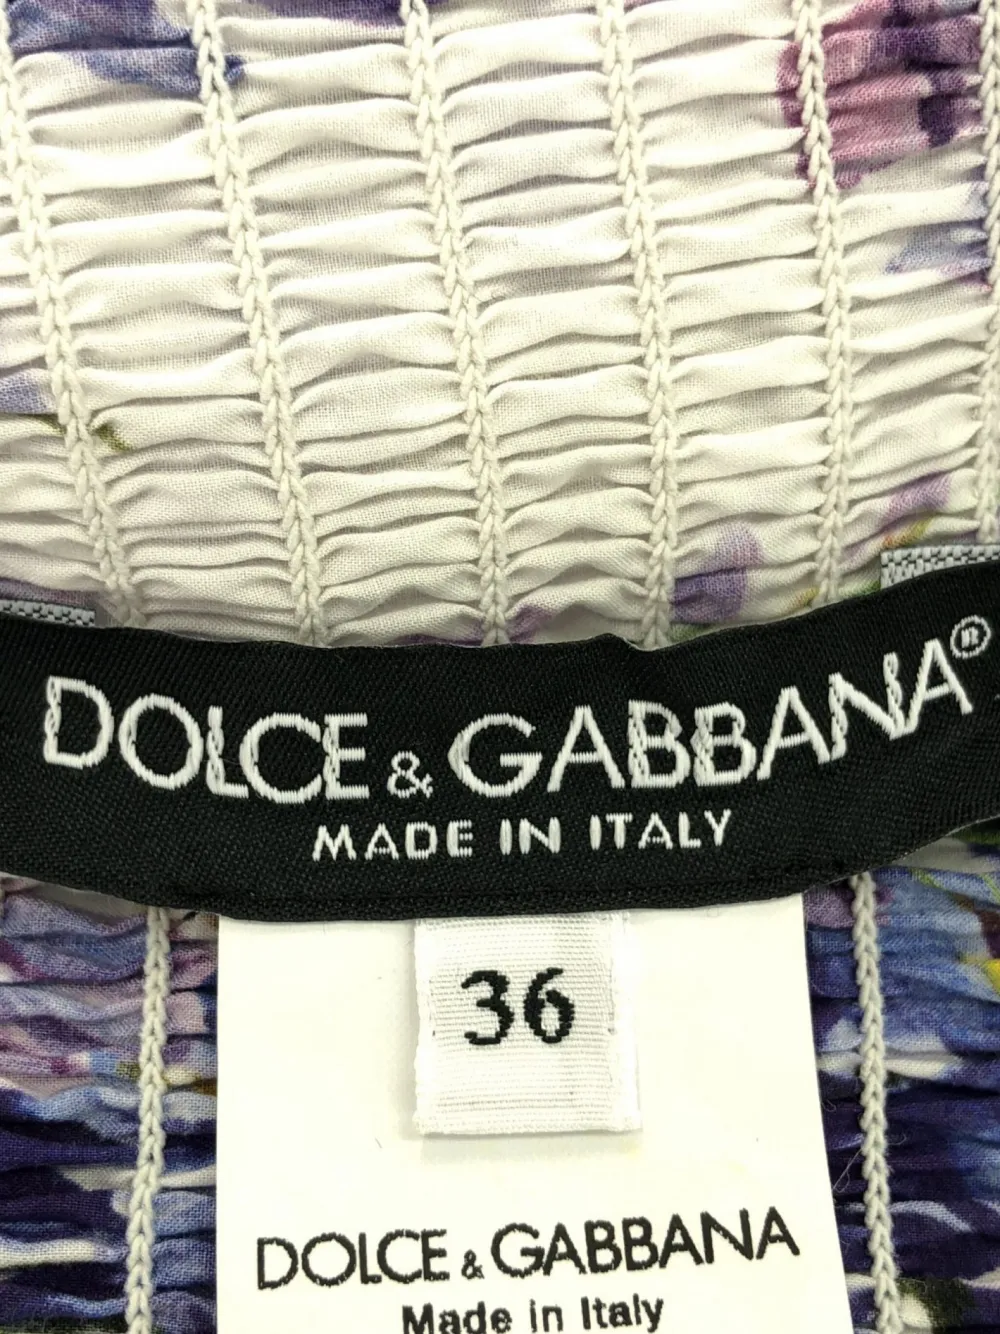 DOLCE & GABBANA®
MADE IN ITALY
36
DOLCE & GABBANA
Made in Italy